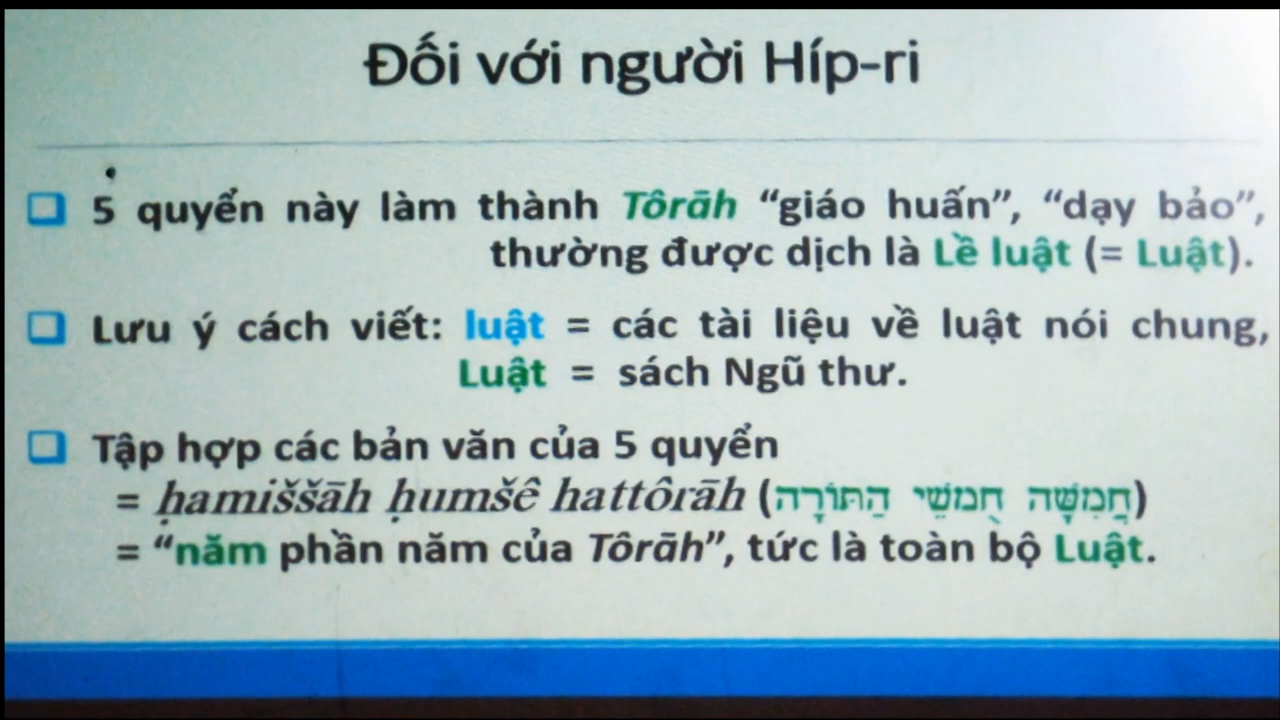 Đối với người Híp-ri
5 quyển này làm thành Tôrāh “giáo huấn”, “dạy bảo”,
thường được dịch là Lề luật (= Luật).
Lưu ý cách viết: luật = các tài liệu về luật nói chung,
Luật = sách Ngũ thư.
Tập hợp các bản văn của 5 quyển
= ḥamiššāh ḥumšê hattôrāh (חֲמִשָּׁה חֻמשֵׁי הַתּוֹרָה)
= “năm phần năm của Tôrāh”, tức là toàn bộ Luật.